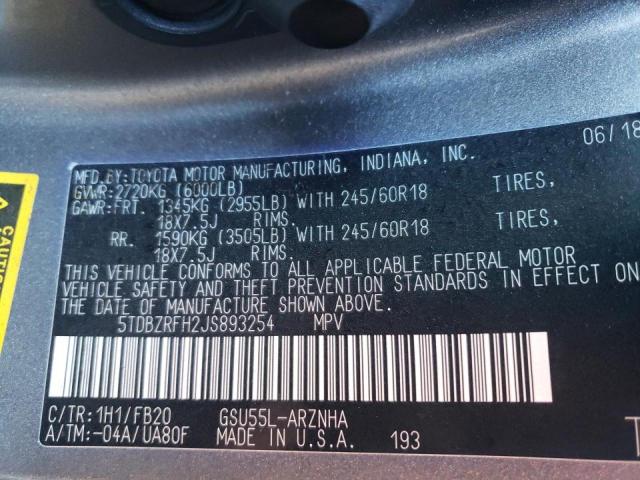 06/18
MFD.BY:TOYOTA MOTOR MANUFACTURING, INDIANA, INC.
GVWR:2720KG (6000LB)
GAWR:FRT. 1345KG (2955LB) WITH 245/60R18 TIRES,
18X7.5J RIMS.
RR. 1590KG (3505LB) WITH 245/60R18 TIRES,
18X7.5J RIMS.
THIS VEHICLE CONFORMS TO ALL APPLICABLE FEDERAL MOTOR
VEHICLE SAFETY AND THEFT PREVENTION STANDARDS IN EFFECT ON
THE DATE OF MANUFACTURE SHOWN ABOVE.
5TDBZRFH2JS893254 MPV
C/TR:1H1/FB20 GSU55L-ARZNHA
A/TM:-04A/UA80F MADE IN U.S.A. 193
CAUTION